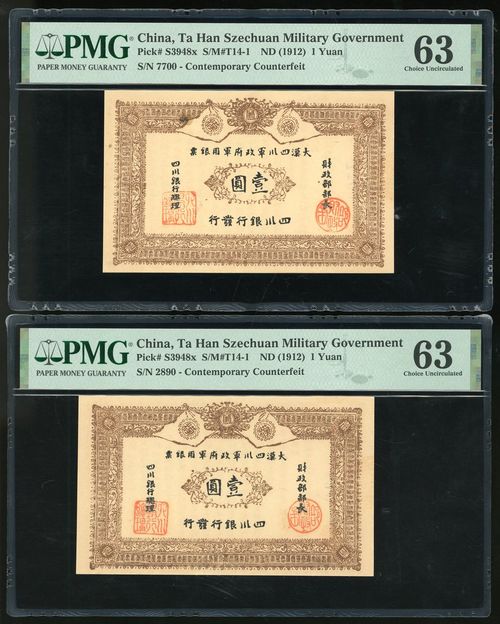 PMG
PAPER MONEY GUARANTY
China, Ta Han Szechuan Military Government
Pick# S3948x S/M#T14-1 ND (1912) 1 Yuan
S/N 7700 - Contemporary Counterfeit
63
Choice Uncirculated
票銀用軍府政軍川四漢大
圓壹
四川銀行總理
財政部部長
行發行銀川四
PMG
PAPER MONEY GUARANTY
China, Ta Han Szechuan Military Government
Pick# S3948x S/M#T14-1 ND (1912) 1 Yuan
S/N 2890 - Contemporary Counterfeit
63
Choice Uncirculated
票銀用軍府政軍川四漢大
圓壹
四川銀行總理
財政部部長
行發行銀川四